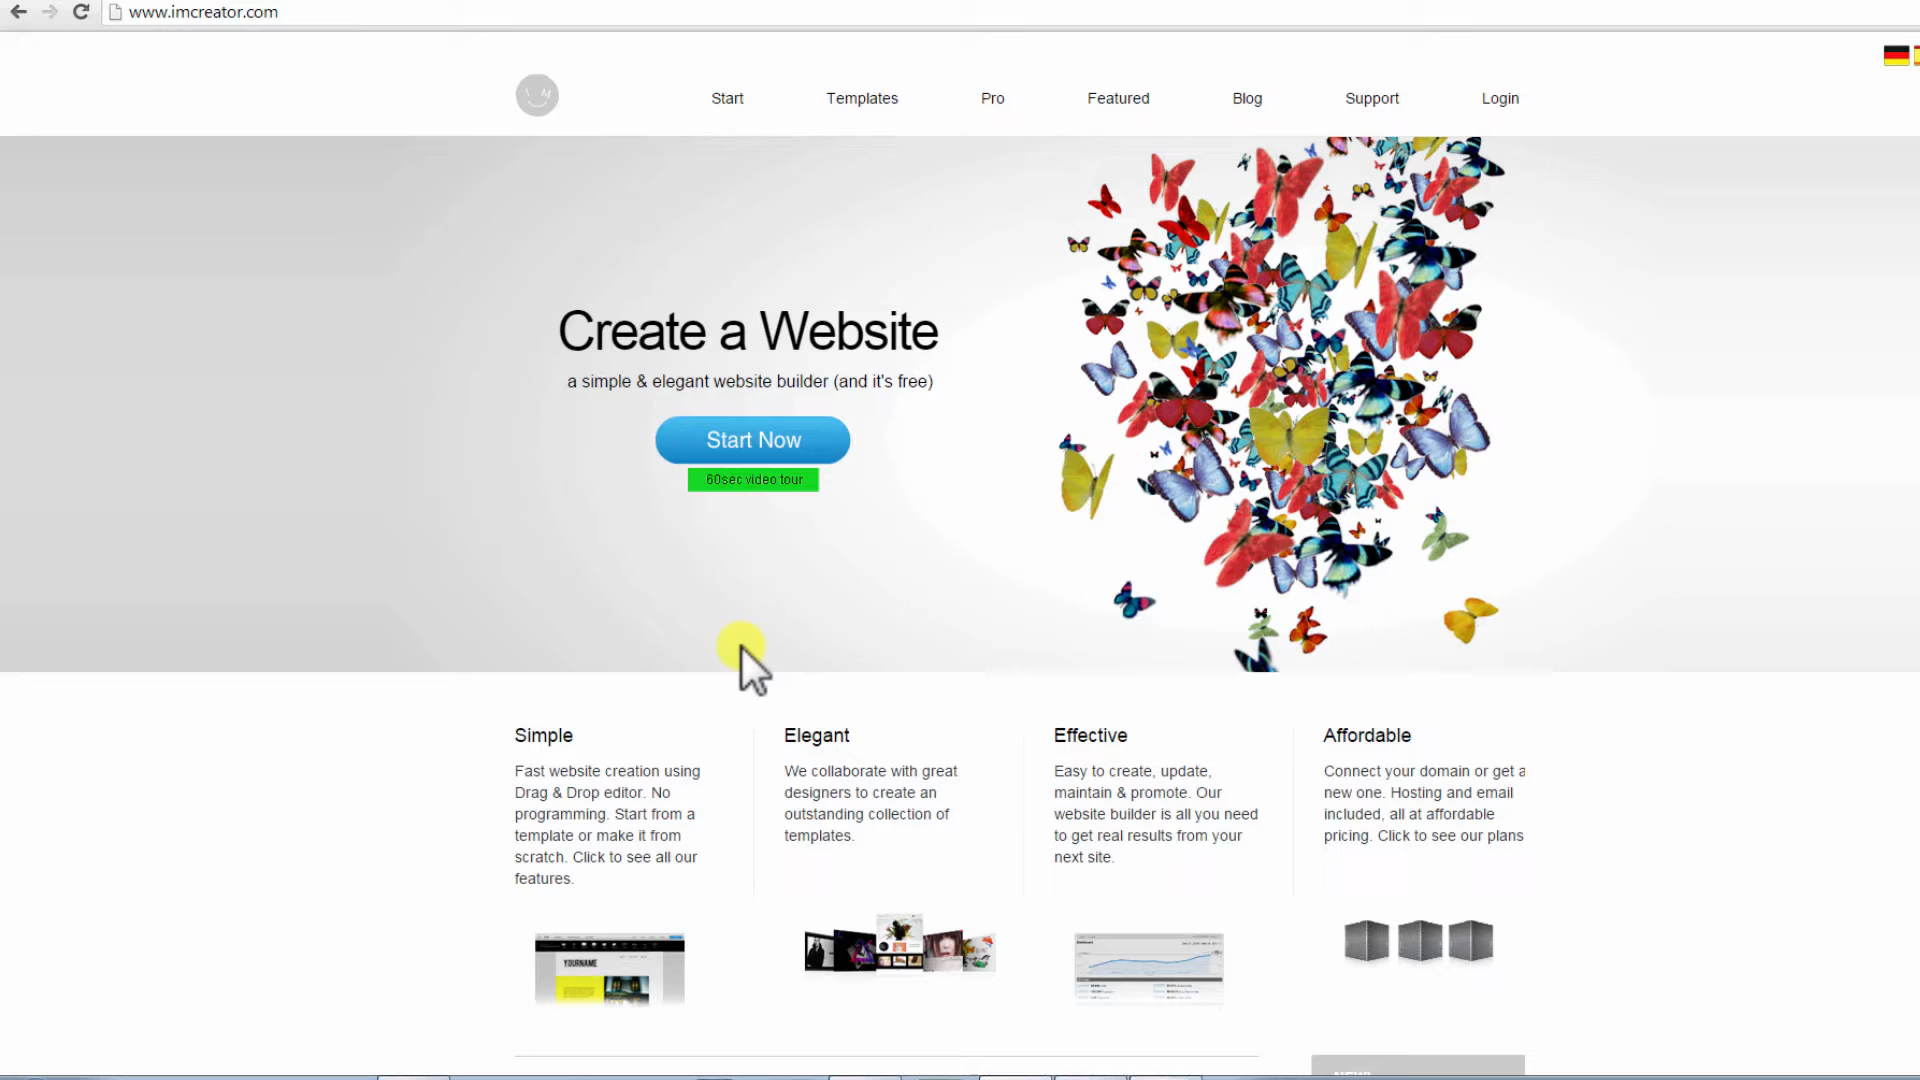 www.imcreator.com
Start Templates Pro Featured Blog Support Login
Create a Website
a simple & elegant website builder (and it's free)
Start Now
60sec video tour
Simple
Fast website creation using
Drag & Drop editor. No
programming. Start from a
template or make it from
scratch. Click to see all our
features.
Elegant
We collaborate with great
designers to create an
outstanding collection of
templates.
Effective
Easy to create, update,
maintain & promote. Our
website builder is all you need
to get real results from your
next site.
Affordable
Connect your domain or get a
new one. Hosting and email
included, all at affordable
pricing. Click to see our plans
YOURNAME